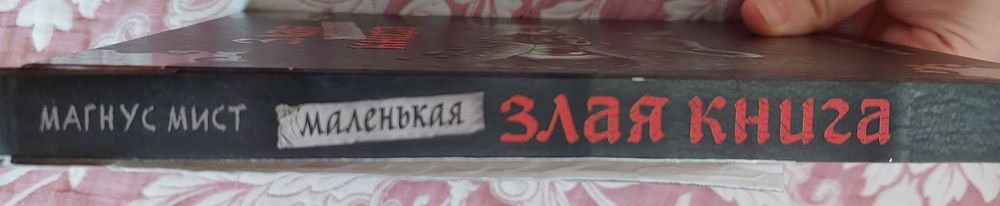 МАГНУС МИСТ маленькая злая книга